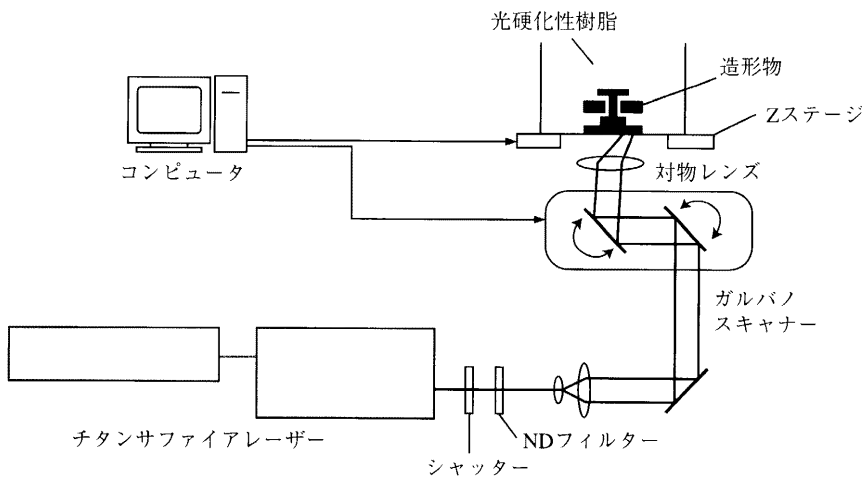 光硬化性樹脂
造形物
Zステージ
コンピュータ
対物レンズ
ガルバノ
スキャナー
チタンサファイアレーザー
NDフィルター
シャッター